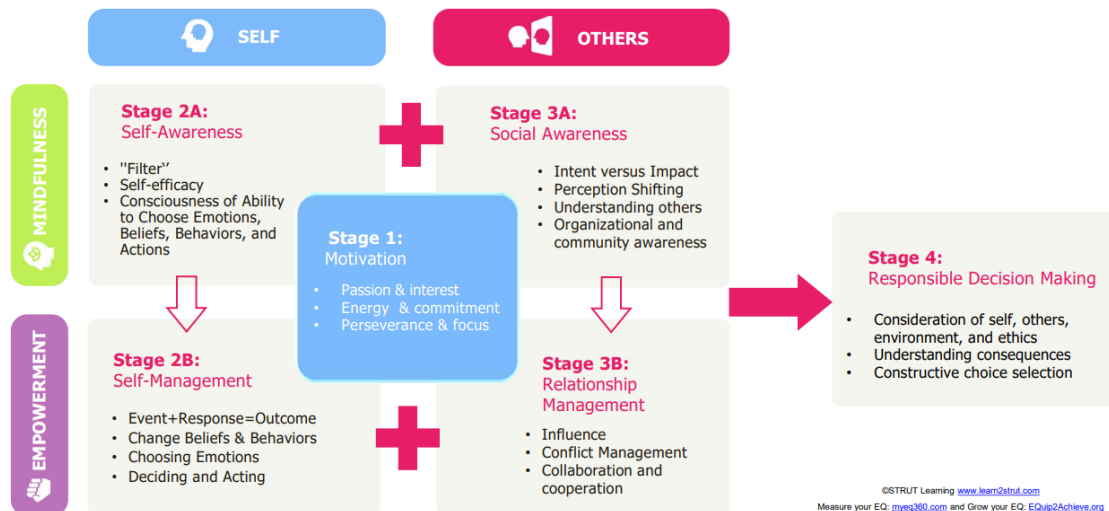 SELF
OTHERS
MINDFULNESS
Stage 2A:
Self-Awareness
• "Filter‶
• Self-efficacy
• Consciousness of Ability
to Choose Emotions,
Beliefs, Behaviors, and
Actions
Stage 3A:
Social Awareness
• Intent versus Impact
• Perception Shifting
• Understanding others
• Organizational and
community awareness
Stage 1:
Motivation
• Passion & interest
• Energy & commitment
• Perseverance & focus
EMPOWERMENT
Stage 2B:
Self-Management
• Event+Response=Outcome
• Change Beliefs & Behaviors
• Choosing Emotions
• Deciding and Acting
Stage 3B:
Relationship
Management
• Influence
• Conflict Management
• Collaboration and
cooperation
Stage 4:
Responsible Decision Making
• Consideration of self, others,
environment, and ethics
• Understanding consequences
• Constructive choice selection
©STRUT Learning www.learn2strut.com
Measure your EQ: myeq360.com and Grow your EQ: EQuip2Achieve.org